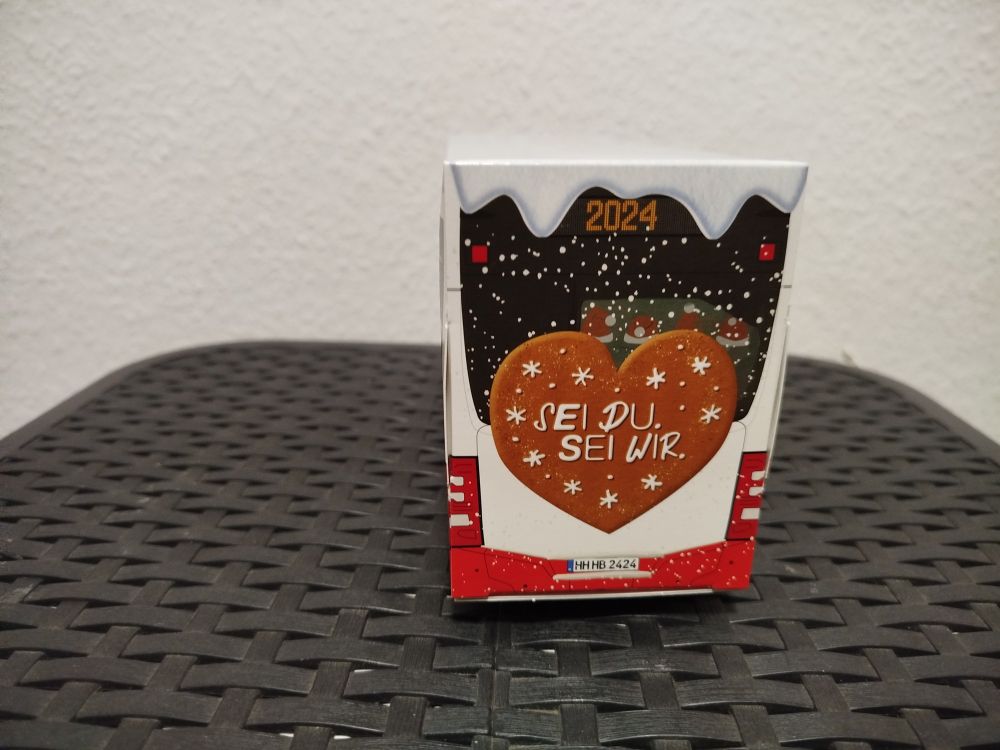 2024
SEI DU.
SEI WIR.
HH HB 2424